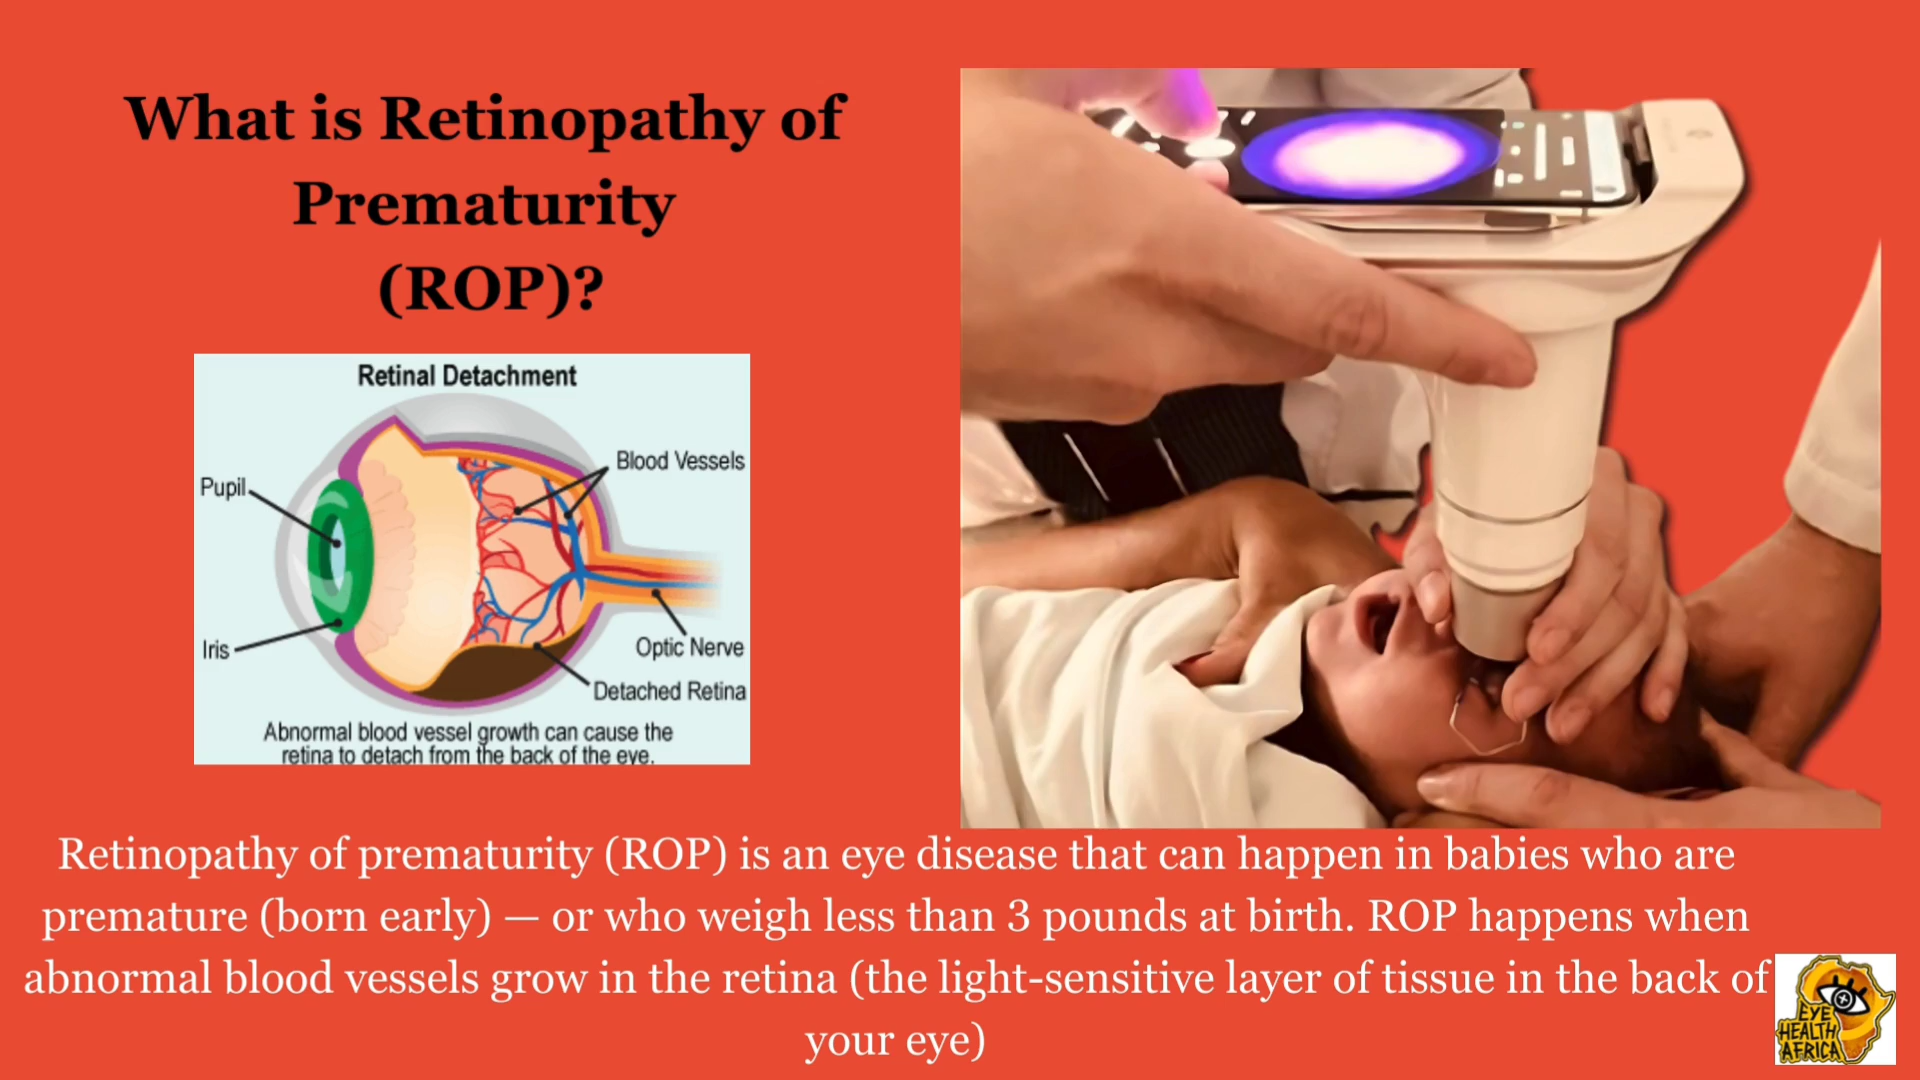 What is Retinopathy of
Prematurity
(ROP)?
Retinal Detachment
Blood Vessels
Pupil
Iris
Optic Nerve
Detached Retina
Abnormal blood vessel growth can cause the
retina to detach from the back of the eye.
Retinopathy of prematurity (ROP) is an eye disease that can happen in babies who are
premature (born early) — or who weigh less than 3 pounds at birth. ROP happens when
abnormal blood vessels grow in the retina (the light-sensitive layer of tissue in the back of
your eye)
EYE
HEALTH
AFRICA